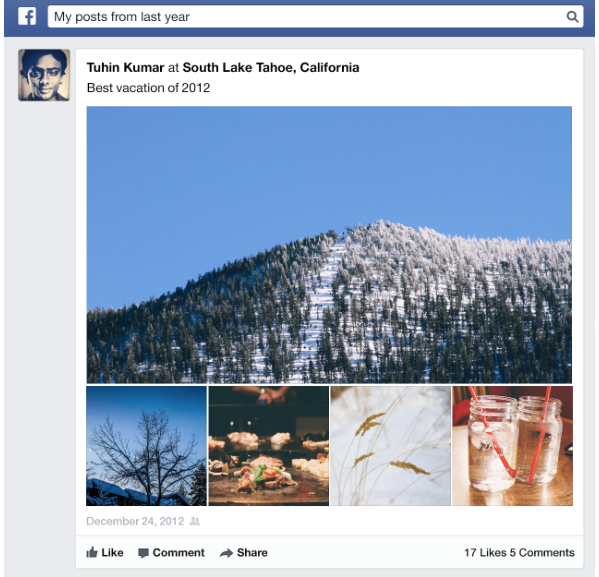 My posts from last year
Tuhin Kumar at South Lake Tahoe, California
Best vacation of 2012
December 24, 2012
Like Comment Share 17 Likes 5 Comments